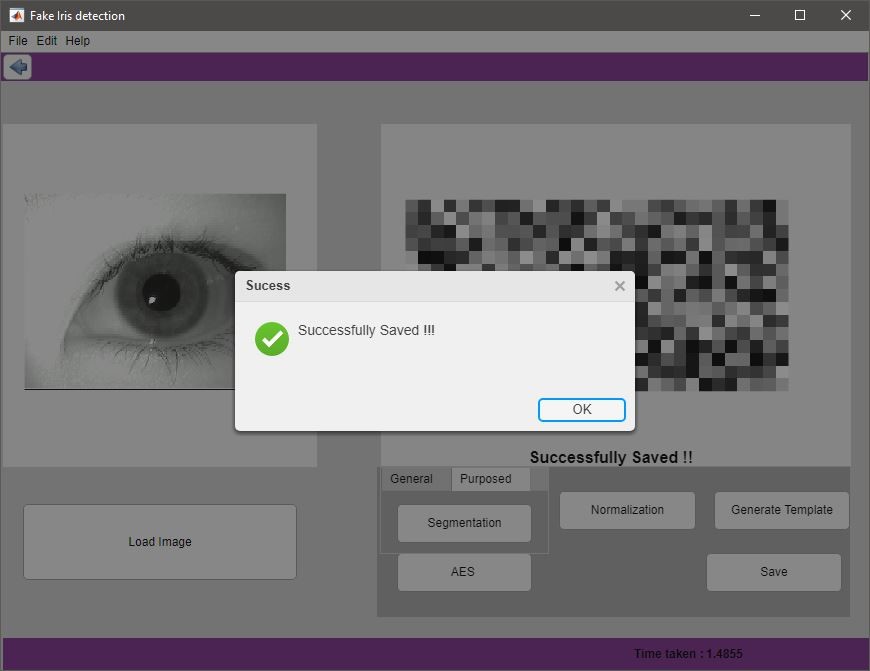 Fake Iris detection
File Edit Help
Sucess
Successfully Saved !!!
OK
Successfully Saved !!
General Purposed
Segmentation
Normalization
Generate Template
Load Image
AES
Save
Time taken : 1.4855